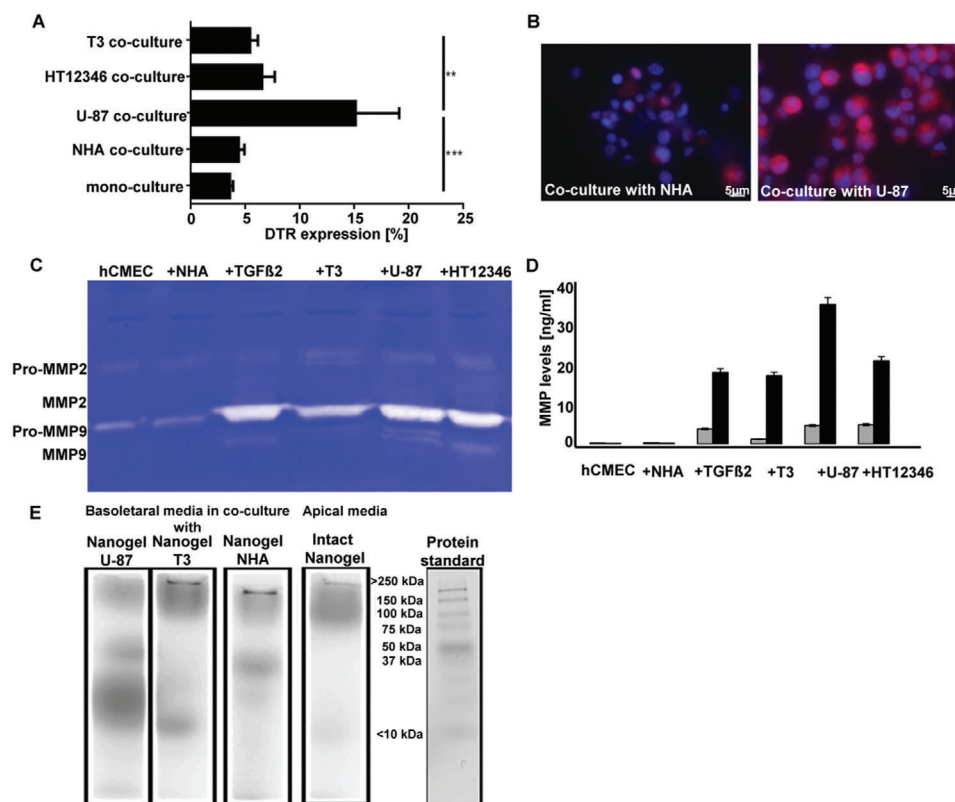 A
T3 co-culture
HT12346 co-culture
U-87 co-culture
NHA co-culture
mono-culture
**
***
0 5 10 15 20 25
DTR expression [%]
B
Co-culture with NHA
5µm
Co-culture with U-87
5µ
C
hCMEC +NHA +TGFß2 +T3 +U-87 +HT12346
Pro-MMP2
MMP2
Pro-MMP9
MMP9
D
MMP levels [ng/ml]
40
30
20
10
0
hCMEC +NHA +TGFß2 +T3 +U-87 +HT12346
E
Basoletaral media in co-culture
with
Apical media
Nanogel
U-87
Nanogel
T3
Nanogel
NHA
Intact
Nanogel
Protein
standard
>250 kDa
150 kDa
100 kDa
75 kDa
50 kDa
37 kDa
<10 kDa